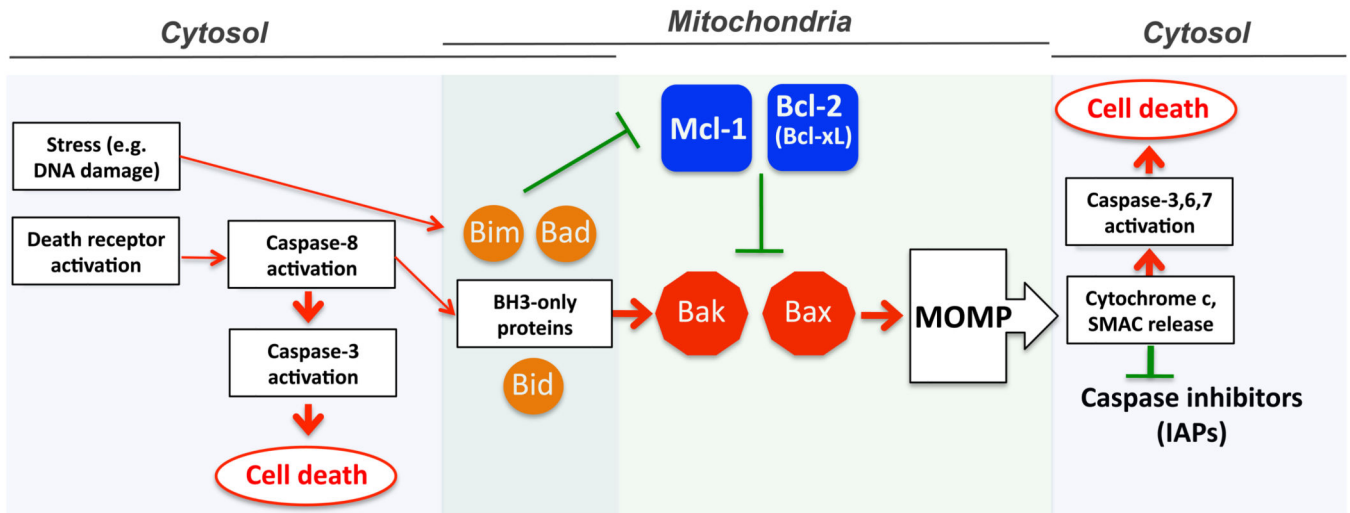 Cytosol
Mitochondria
Cytosol
Stress (e.g.
DNA damage)
Death receptor
activation
Caspase-8
activation
Caspase-3
activation
Cell death
Bim
Bad
BH3-only
proteins
Bid
Mcl-1
Bcl-2
(Bcl-xL)
Bak
Bax
MOMP
Cell death
Caspase-3,6,7
activation
Cytochrome c,
SMAC release
Caspase inhibitors
(IAPs)